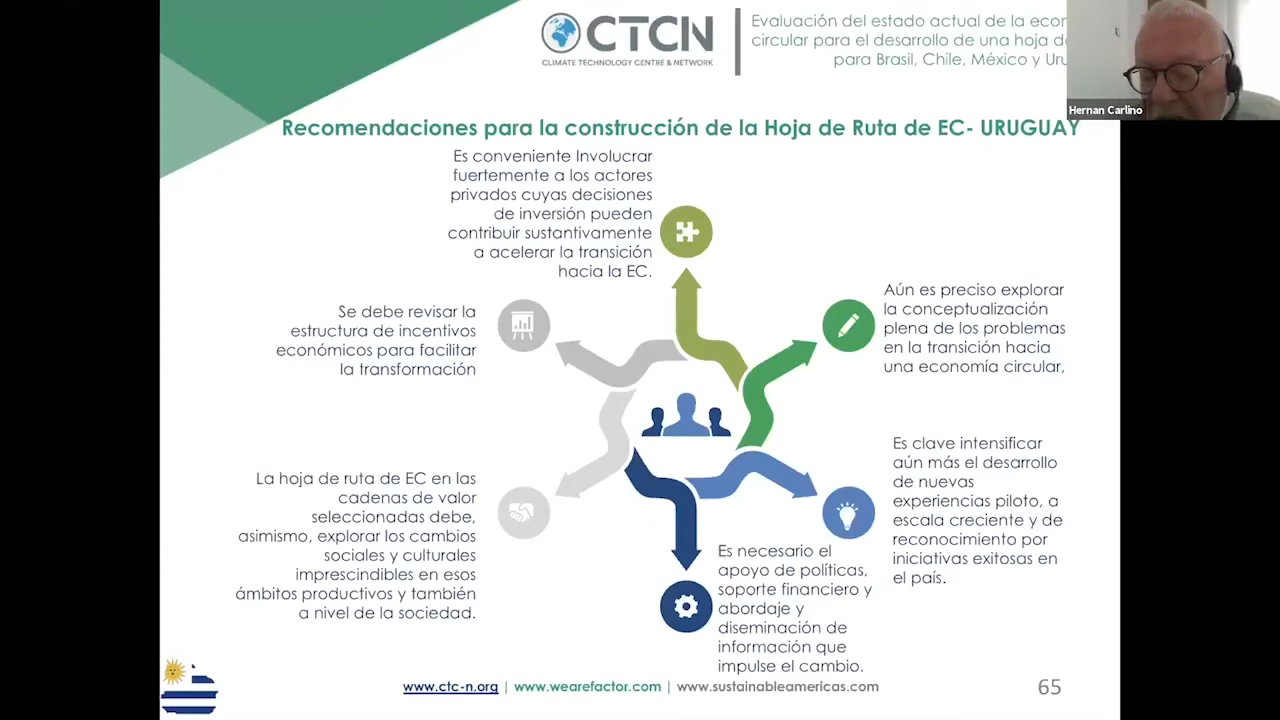 CTCN
CLIMATE TECHNOLOGY CENTRE & NETWORK
Evaluación del estado actual de la
circular para el desarrollo de una hoja
para Brasil, Chile, México y
Hernan Carlino
Recomendaciones para la construcción de la Hoja de Ruta de EC- URUGUAY
Es conveniente Involucrar
fuertemente a los actores
privados cuyas decisiones
de inversión pueden
contribuir sustantivamente
a acelerar la transición
hacia la EC.
Aún es preciso explorar
la conceptualización
plena de los problemas
en la transición hacia
una economía circular,
Se debe revisar la
estructura de incentivos
económicos para facilitar
la transformación
Es clave intensificar
aún más el desarrollo
de nuevas
experiencias piloto, a
escala creciente y de
reconocimiento por
iniciativas exitosas en
el país.
La hoja de ruta de EC en las
cadenas de valor
seleccionadas debe,
asimismo, explorar los cambios
sociales y culturales
imprescindibles en esos
ámbitos productivos y también
a nivel de la sociedad.
Es necesario el
apoyo de políticas,
soporte financiero y
abordaje y
diseminación de
información que
impulse el cambio.
www.ctc-n.org | www.wearefactor.com | www.sustainableamericas.com
65